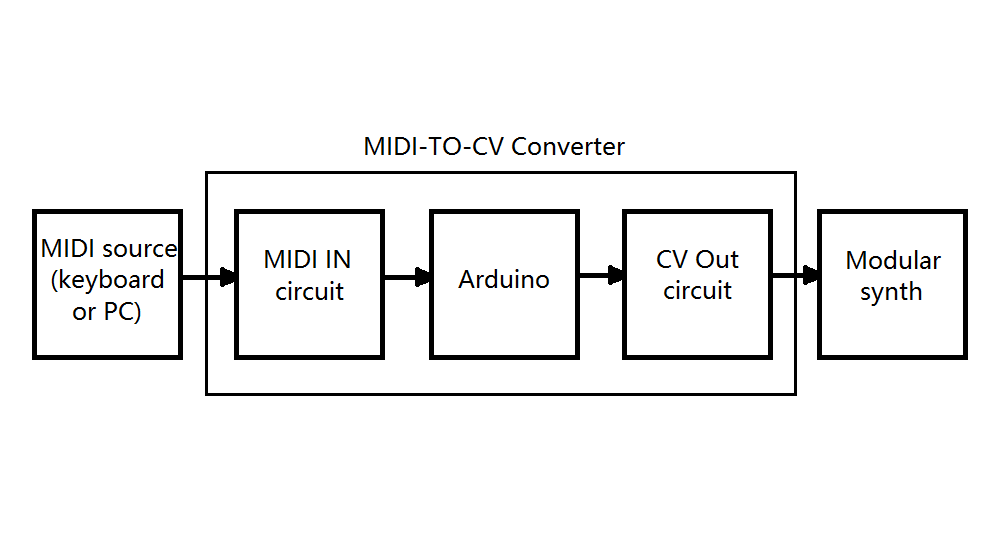 MIDI-TO-CV Converter
MIDI source
(keyboard
or PC)
MIDI IN
circuit
Arduino
CV Out
circuit
Modular
synth